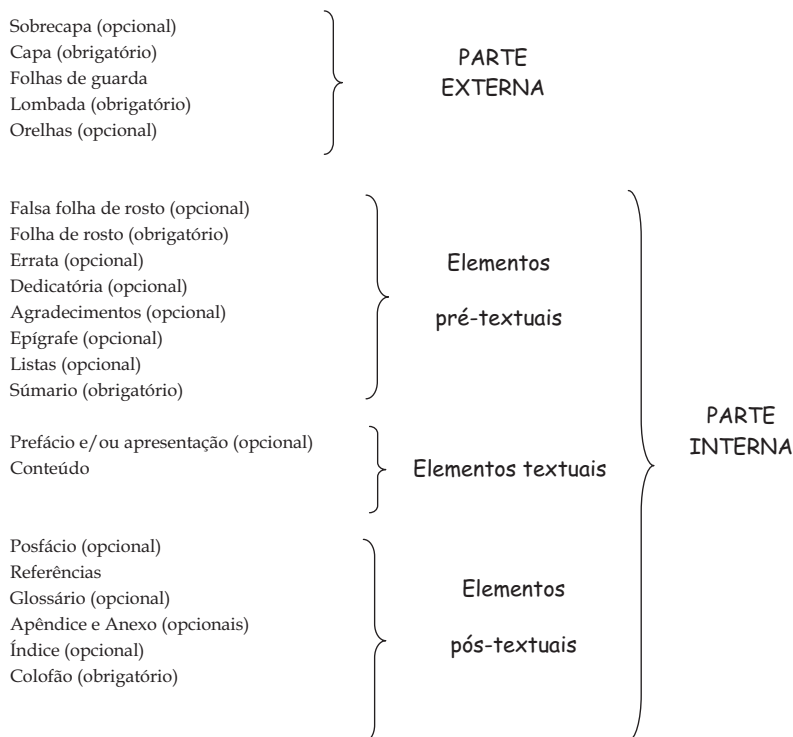 Sobrecapa (opcional)
Capa (obrigatório)
Folhas de guarda
Lombada (obrigatório)
Orelhas (opcional)
PARTE
EXTERNA
Falsa folha de rosto (opcional)
Folha de rosto (obrigatório)
Errata (opcional)
Dedicatória (opcional)
Agradecimentos (opcional)
Epígrafe (opcional)
Listas (opcional)
Súmario (obrigatório)
Elementos
pré-textuais
Prefácio e/ou apresentação (opcional)
Conteúdo
Elementos textuais
Posfácio (opcional)
Referências
Glossário (opcional)
Apêndice e Anexo (opcionais)
Índice (opcional)
Colofão (obrigatório)
Elementos
pós-textuais
PARTE
INTERNA